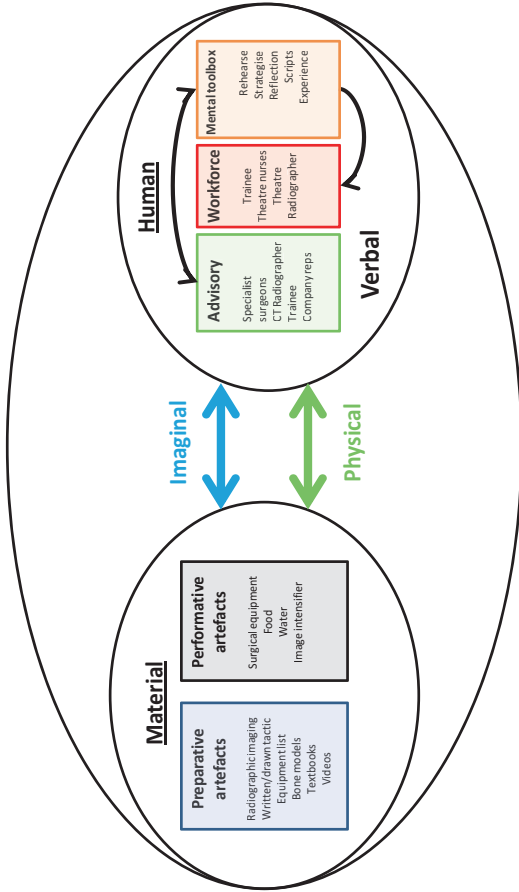 Material
Preparative
artefacts
Radiographic imaging
Written/drawn tactic
Equipment list
Bone models
Textbooks
Videos
Performative
artefacts
Surgical equipment
Food
Water
Image intensifier
Imaginal
Physical
Human
Advisory
Specialist
surgeons
CT Radiographer
Trainee
Company reps
Workforce
Trainee
Theatre nurses
Theatre
Radiographer
Mental toolbox
Rehearse
Strategise
Reflection
Scripts
Experience
Verbal